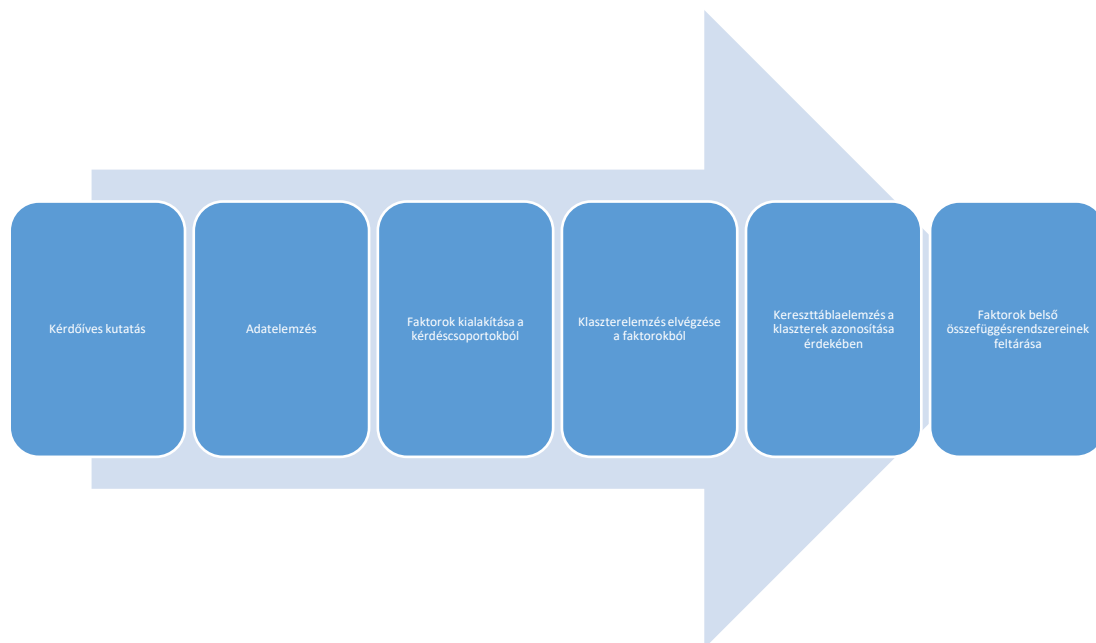 Kérdőíves kutatás
Adatelemzés
Faktorok kialakítása a
kérdéscsoportokból
Klaszterelemzés elvégzése
a faktorokból
Kereszttáblaelemzés a
klaszterek azonosítása
érdekében
Faktorok belső
összefüggésrendszereinek
feltárása